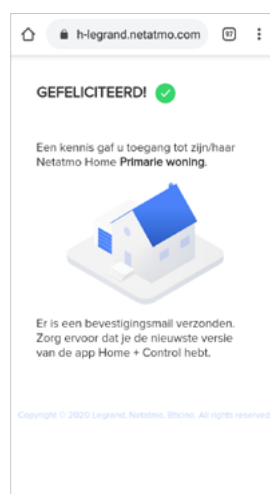 h-legrand.netatmo.com
97
GEFELICITEERD!
Een kennis gaf u toegang tot zijn/haar
Netatmo Home Primarie woning.
Er is een bevestigingsmail verzonden.
Zorg ervoor dat je de nieuwste versie
van de app Home + Control hebt.
Copyright © 2020 Legrand, Netatmo, Bticino. All rights reserved